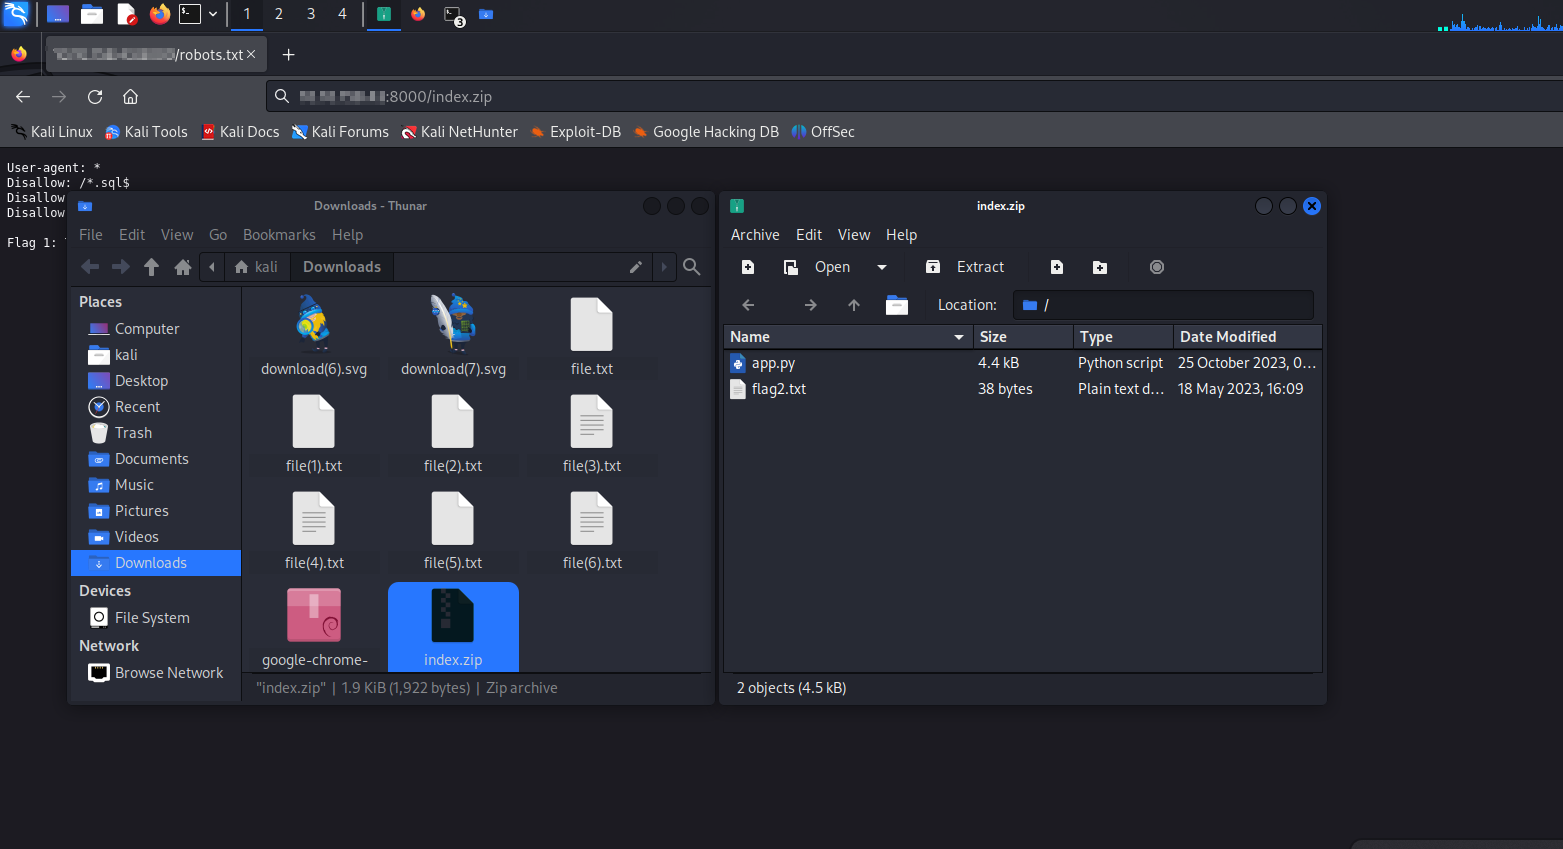 1 2 3 4
3
/robots.txt
:8000/index.zip
Kali Linux Kali Tools Kali Docs Kali Forums Kali NetHunter Exploit-DB Google Hacking DB OffSec
User-agent: *
Disallow: /*.sql$
Disallow
Disallow
Flag 1:
Downloads - Thunar
File Edit View Go Bookmarks Help
kali Downloads
Places
Computer
kali
Desktop
Recent
Trash
Documents
Music
Pictures
Videos
Downloads
Devices
File System
Network
Browse Network
download(6).svg download(7).svg file.txt
file(1).txt file(2).txt file(3).txt
file(4).txt file(5).txt file(6).txt
google-chrome- index.zip
"index.zip" | 1.9 KiB (1,922 bytes) | Zip archive
index.zip
Archive Edit View Help
Open Extract
Location: /
Name Size Type Date Modified
app.py 4.4 kB Python script 25 October 2023, 0…
flag2.txt 38 bytes Plain text d… 18 May 2023, 16:09
2 objects (4.5 kB)